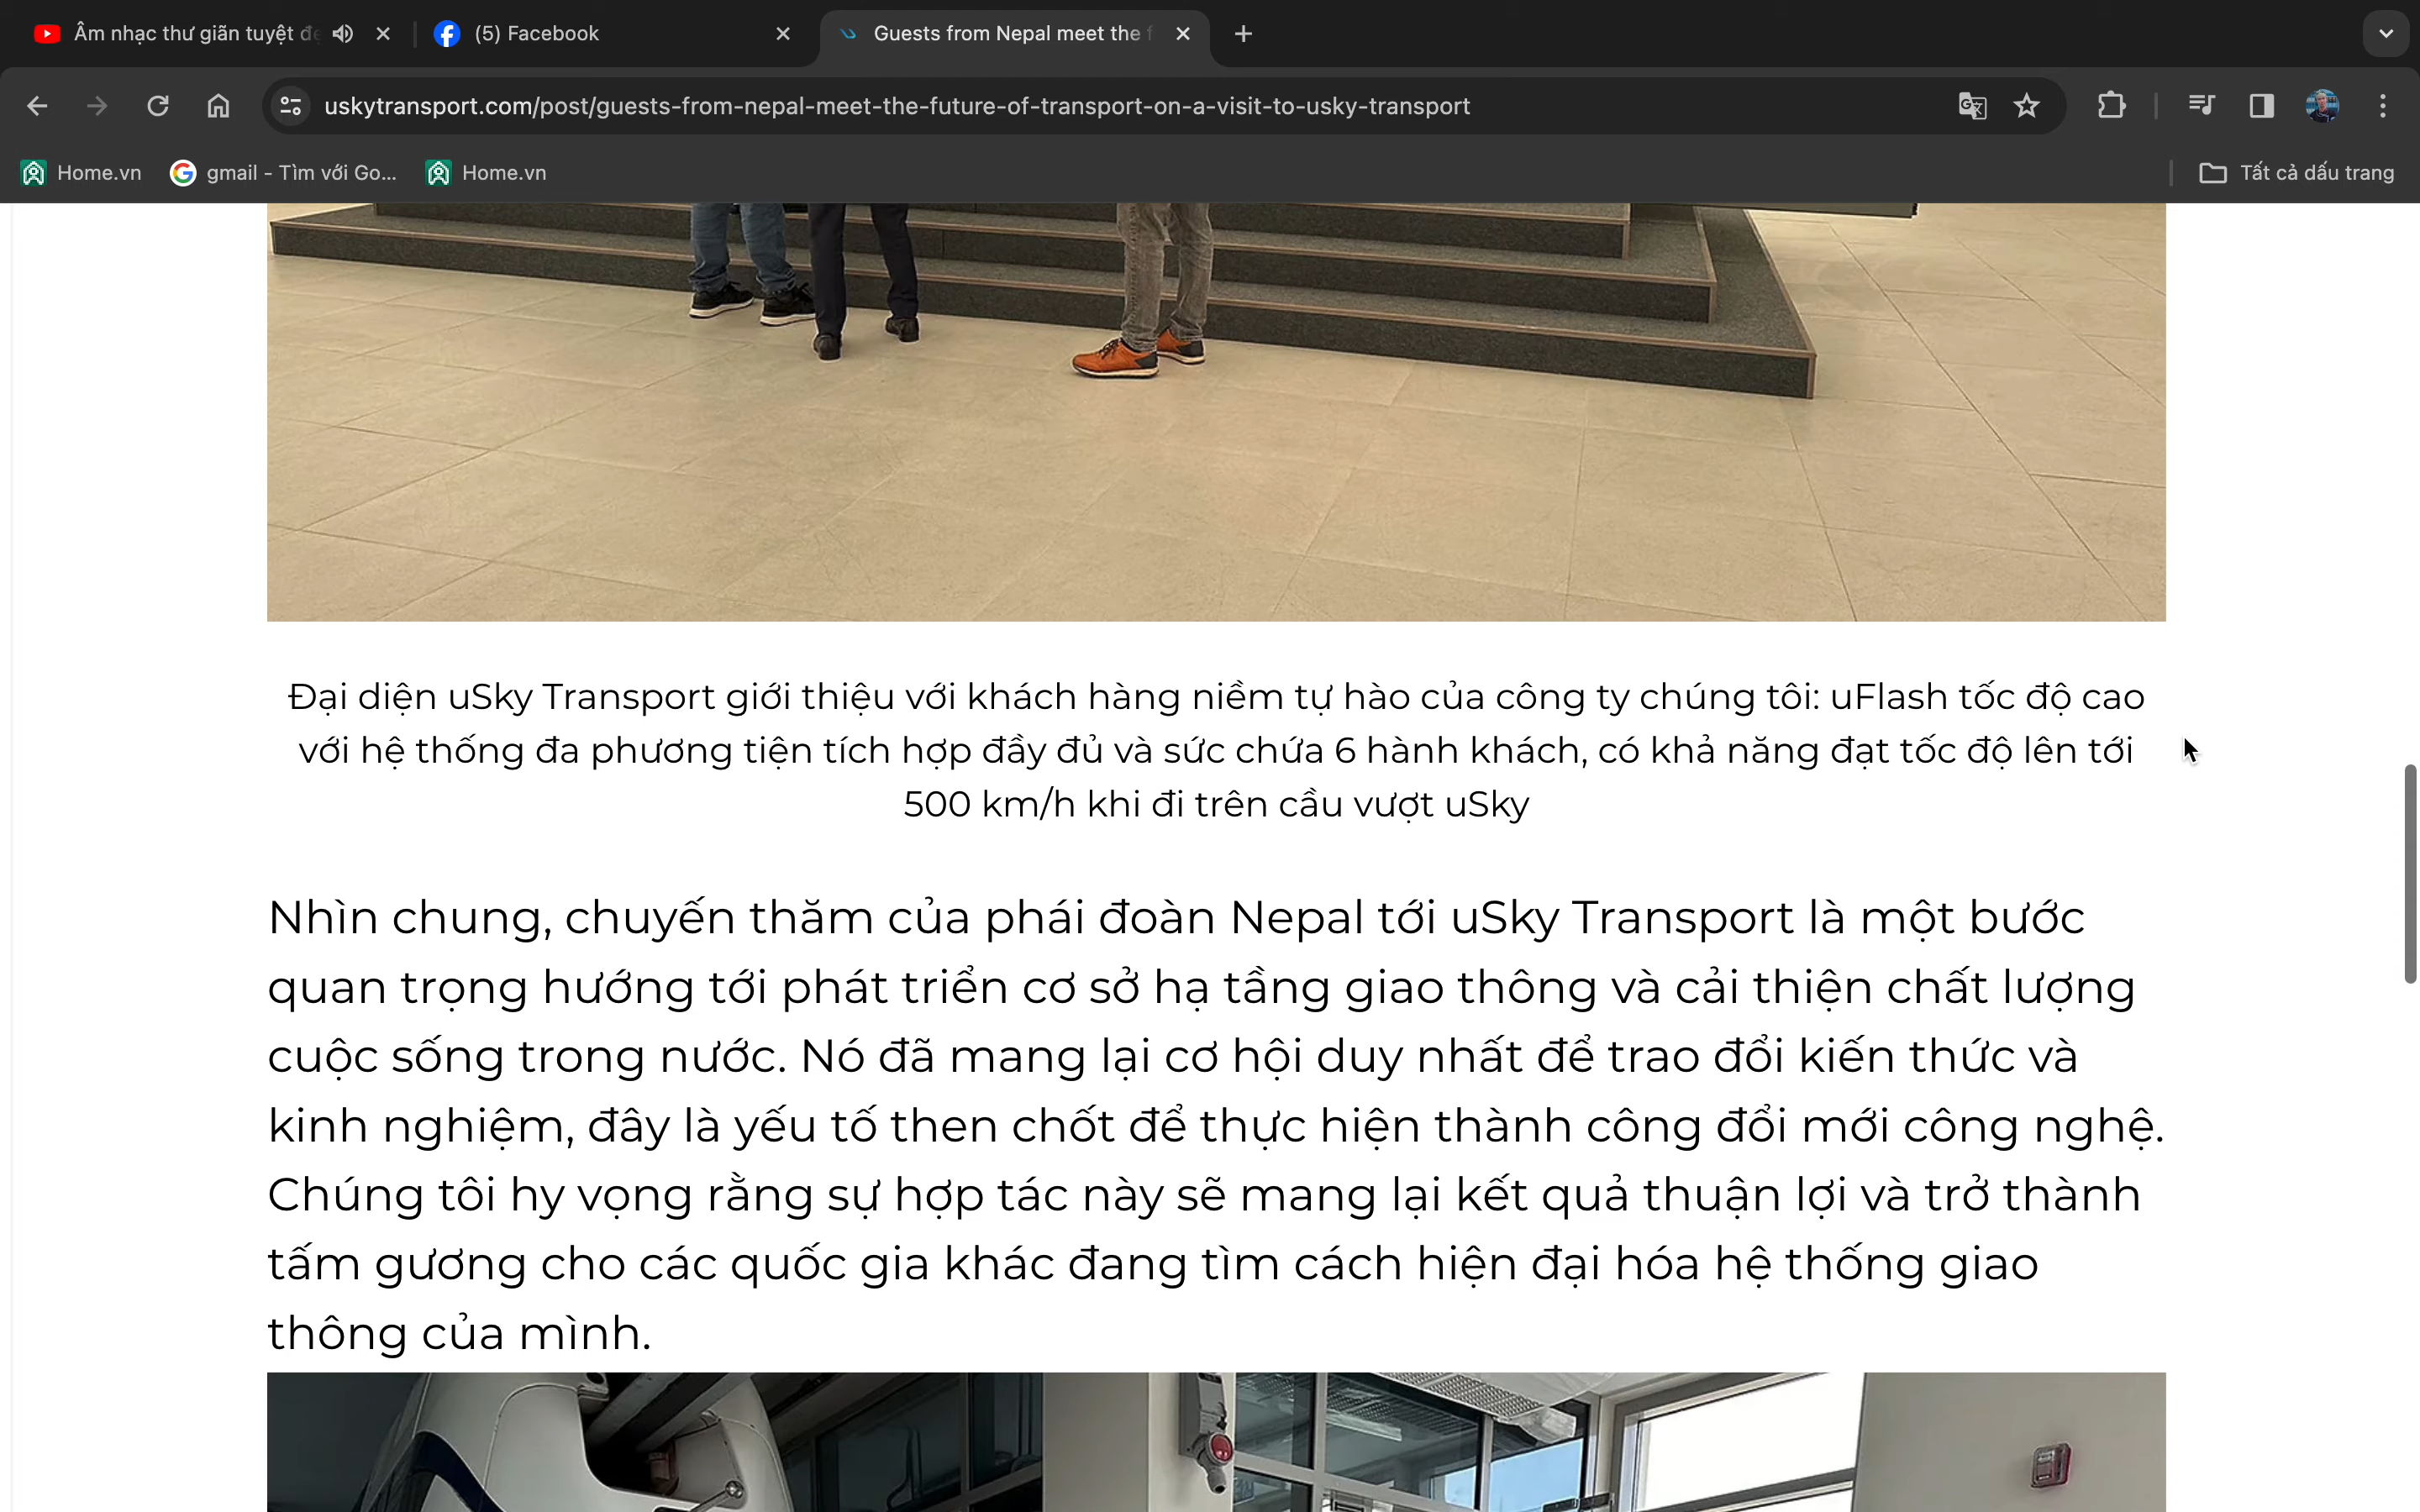 Âm nhạc thư giãn tuyệt
(5) Facebook
Guests from Nepal meet the
uskytransport.com/post/guests-from-nepal-meet-the-future-of-transport-on-a-visit-to-usky-transport
Home.vn
gmail - Tìm với Go...
Home.vn
Tất cả dấu trang
Đại diện uSky Transport giới thiệu với khách hàng niềm tự hào của công ty chúng tôi: uFlash tốc độ cao
với hệ thống đa phương tiện tích hợp đầy đủ và sức chứa 6 hành khách, có khả năng đạt tốc độ lên tới
500 km/h khi đi trên cầu vượt uSky
Nhìn chung, chuyến thăm của phái đoàn Nepal tới uSky Transport là một bước
quan trọng hướng tới phát triển cơ sở hạ tầng giao thông và cải thiện chất lượng
cuộc sống trong nước. Nó đã mang lại cơ hội duy nhất để trao đổi kiến thức và
kinh nghiệm, đây là yếu tố then chốt để thực hiện thành công đổi mới công nghệ.
Chúng tôi hy vọng rằng sự hợp tác này sẽ mang lại kết quả thuận lợi và trở thành
tấm gương cho các quốc gia khác đang tìm cách hiện đại hóa hệ thống giao
thông của mình.